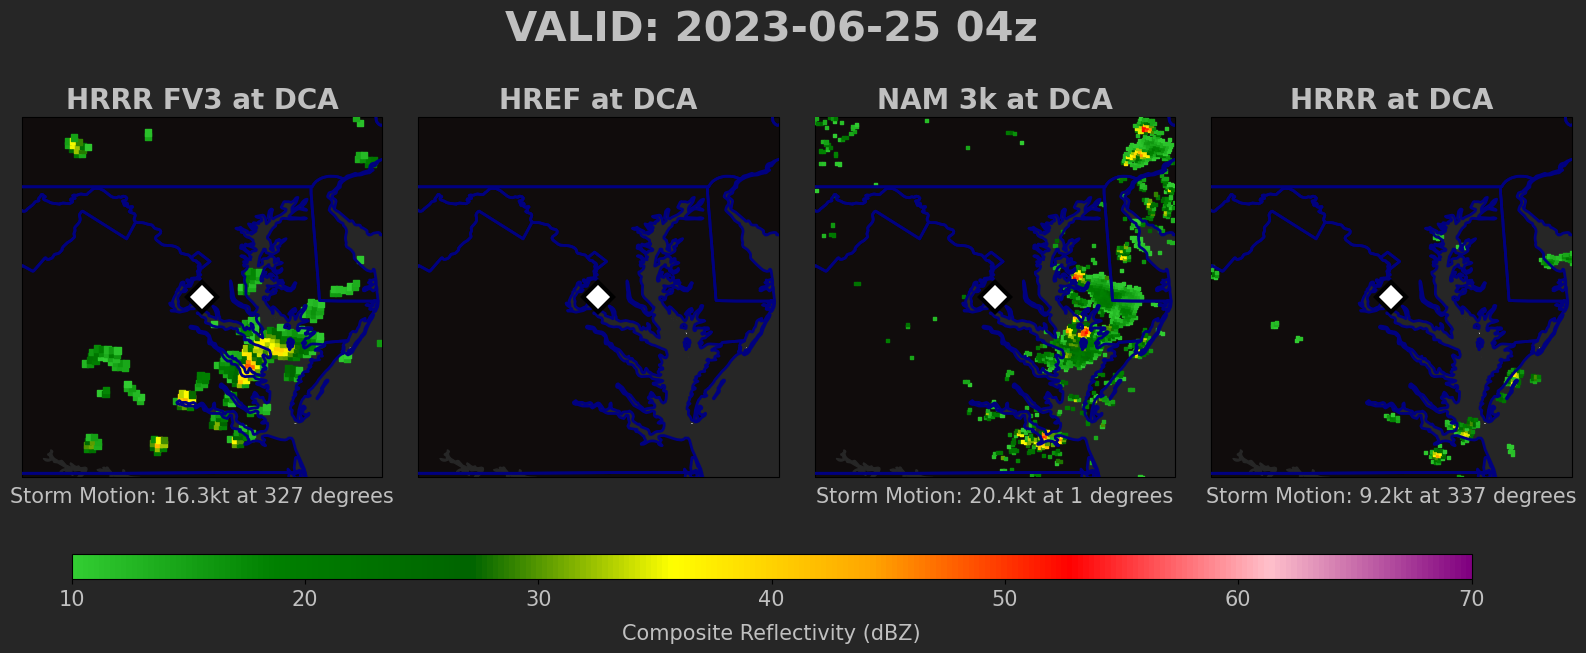 VALID: 2023-06-25 04z
HRRR FV3 at DCA
HREF at DCA
NAM 3k at DCA
HRRR at DCA
Storm Motion: 16.3kt at 327 degrees
Storm Motion: 20.4kt at 1 degrees
Storm Motion: 9.2kt at 337 degrees
10 20 30 40 50 60 70
Composite Reflectivity (dBZ)